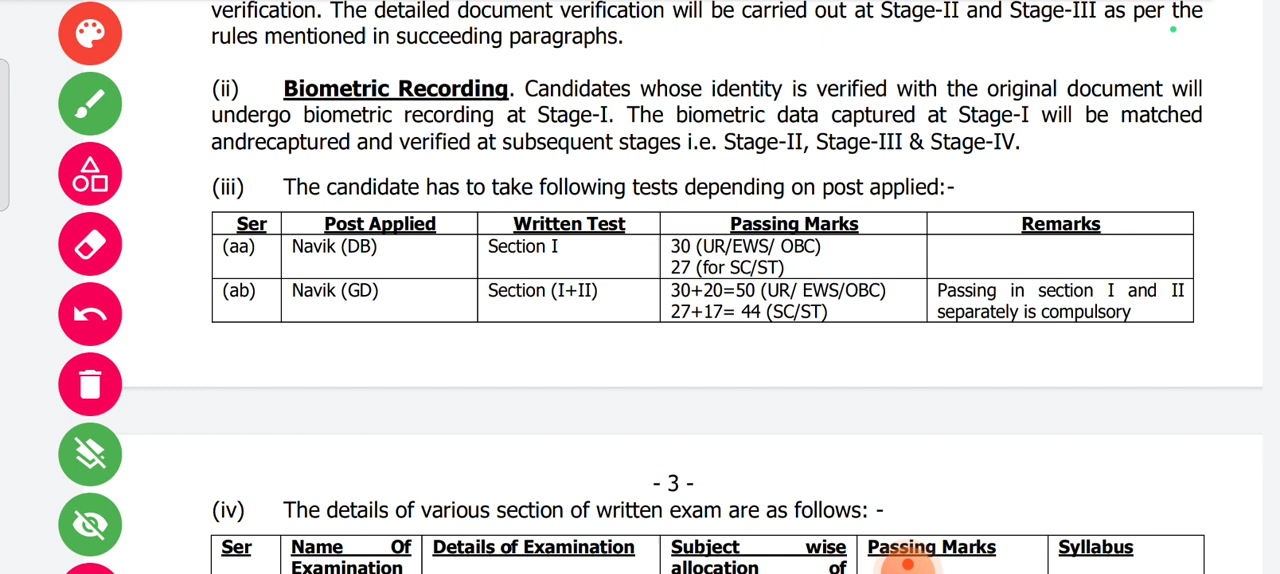 verification. The detailed document verification will be carried out at Stage-II and Stage-III as per the
rules mentioned in succeeding paragraphs.
(ii) Biometric Recording. Candidates whose identity is verified with the original document will
undergo biometric recording at Stage-I. The biometric data captured at Stage-I will be matched
andrecaptured and verified at subsequent stages i.e. Stage-II, Stage-III & Stage-IV.
(iii) The candidate has to take following tests depending on post applied:-
Ser Post Applied Written Test Passing Marks Remarks
(aa) Navik (DB) Section I 30 (UR/EWS/ OBC)
27 (for SC/ST)
(ab) Navik (GD) Section (I+II) 30+20=50 (UR/ EWS/OBC) Passing in section I and II
27+17= 44 (SC/ST) separately is compulsory
- 3 -
(iv) The details of various section of written exam are as follows: -
Ser Name Of Details of Examination Subject wise Passing Marks Syllabus
Examination allocation of